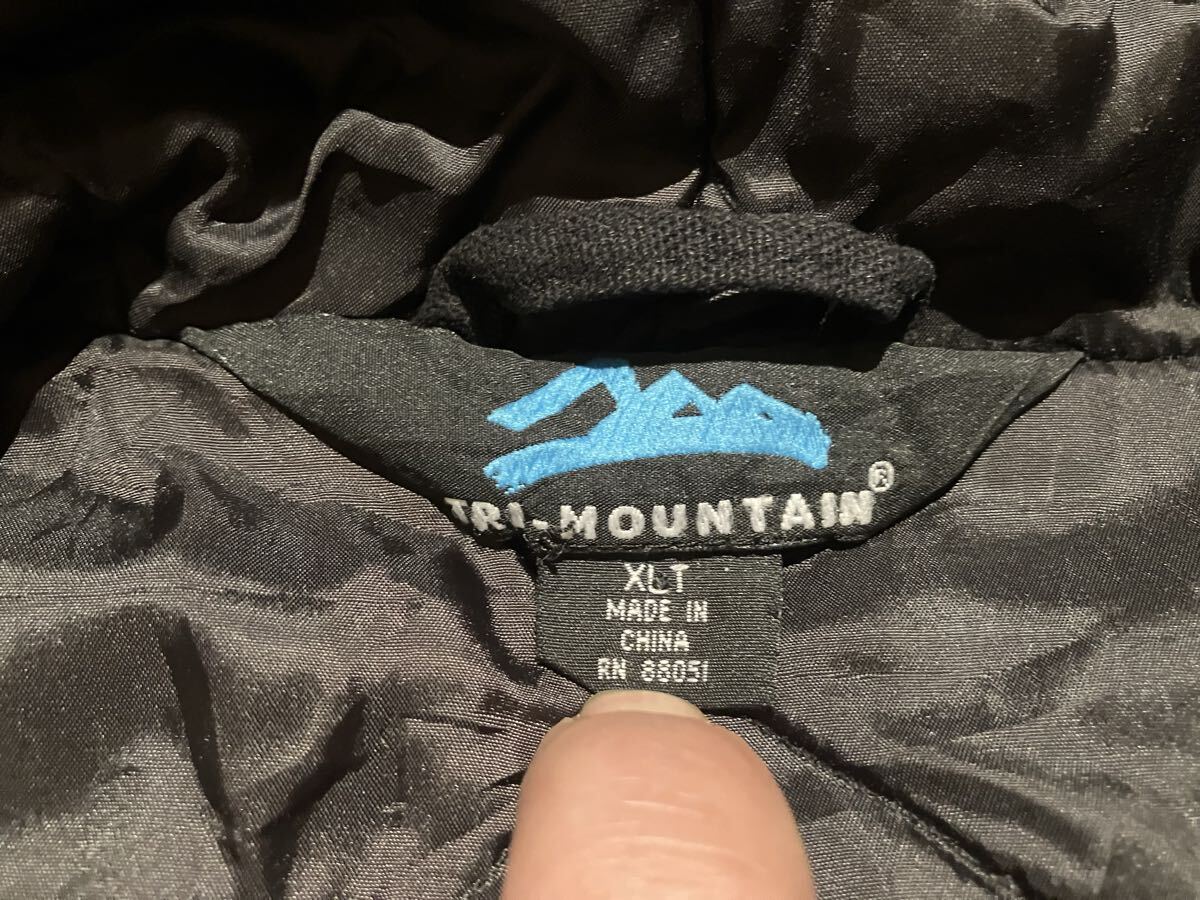 TRI-MOUNTAIN®
XLT
MADE IN
CHINA
RN 88051